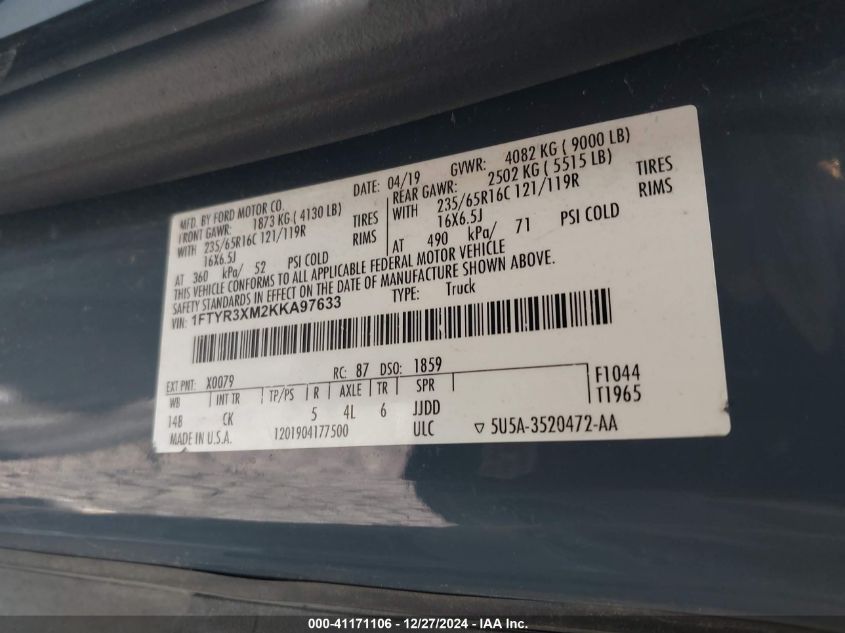 MFD. BY FORD MOTOR CO.
DATE: 04/19 GVWR: 4082 KG ( 9000 LB)
FRONT GAWR: 1873 KG ( 4130 LB)
REAR GAWR: 2502 KG ( 5515 LB)
WITH 235/65R16C 121/119R TIRES
WITH 235/65R16C 121/119R TIRES
16X6.5J RIMS
16X6.5J RIMS
AT 360 kPa/ 52 PSI COLD
AT 490 kPa/ 71 PSI COLD
THIS VEHICLE CONFORMS TO ALL APPLICABLE FEDERAL MOTOR VEHICLE
SAFETY STANDARDS IN EFFECT ON THE DATE OF MANUFACTURE SHOWN ABOVE.
VIN: 1FTYR3XM2KKA97633 TYPE: Truck
EXT PNT: X0079 RC: 87 DSO: 1859
WB INT TR TP/PS R AXLE TR SPR F1044
14B CK 5 4L 6 JJDD T1965
MADE IN U.S.A. 1201904177500 ULC ▽ 5U5A-3520472-AA
000-41171106 - 12/27/2024 - IAA Inc.